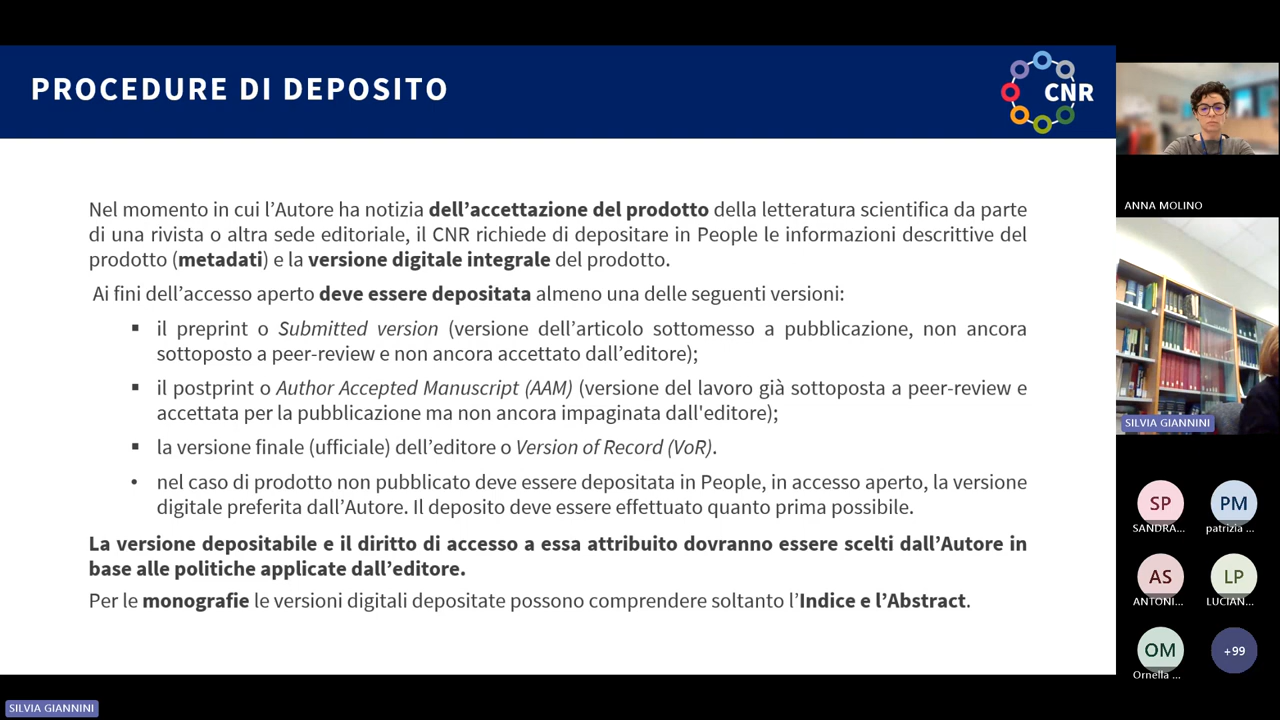 PROCEDURE DI DEPOSITO
CNR
Nel momento in cui l’Autore ha notizia dell’accettazione del prodotto della letteratura scientifica da parte
di una rivista o altra sede editoriale, il CNR richiede di depositare in People le informazioni descrittive del
prodotto (metadati) e la versione digitale integrale del prodotto.
Ai fini dell’accesso aperto deve essere depositata almeno una delle seguenti versioni:
▪ il preprint o Submitted version (versione dell’articolo sottomesso a pubblicazione, non ancora
sottoposto a peer-review e non ancora accettato dall’editore);
▪ il postprint o Author Accepted Manuscript (AAM) (versione del lavoro già sottoposta a peer-review e
accettata per la pubblicazione ma non ancora impaginata dall'editore);
▪ la versione finale (ufficiale) dell’editore o Version of Record (VoR).
• nel caso di prodotto non pubblicato deve essere depositata in People, in accesso aperto, la versione
digitale preferita dall’Autore. Il deposito deve essere effettuato quanto prima possibile.
La versione depositabile e il diritto di accesso a essa attribuito dovranno essere scelti dall’Autore in
base alle politiche applicate dall’editore.
Per le monografie le versioni digitali depositate possono comprendere soltanto l’Indice e l’Abstract.
ANNA MOLINO
SILVIA GIANNINI
SP
PM
SANDRA...
patrizia ...
AS
LP
ANTONI...
LUCIAN...
OM
+99
Ornella ...
SILVIA GIANNINI